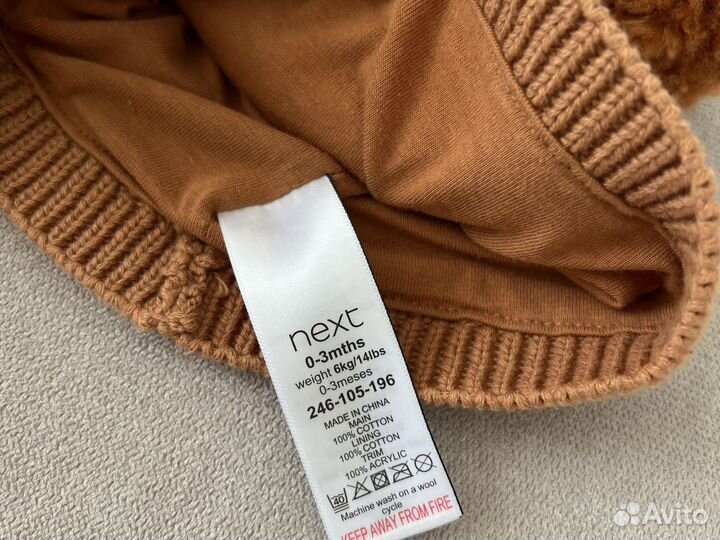 next
0-3mths
weight 6kg/14lbs
0-3meses
246-105-196
MADE IN CHINA
MAIN
100% COTTON
LINING
100% COTTON
TRIM
100% ACRYLIC
40
Machine wash on a wool
cycle
KEEP AWAY FROM FIRE
Avito